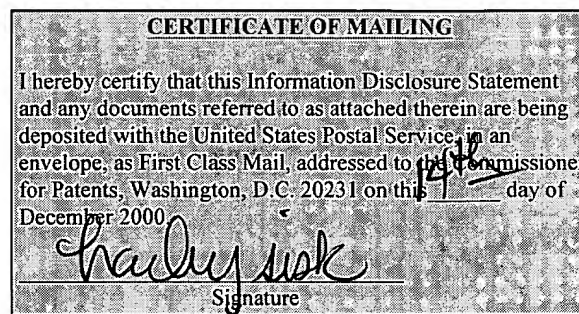 CERTIFICATE OF MAILING
I hereby certify that this Information Disclosure Statement
and any documents referred to as attached therein are being
deposited with the United States Postal Service, in an
envelope, as First Class Mail, addressed to the Commissione
for Patents, Washington, D.C. 20231 on this 14th day of
December 2000
sisk
Signature